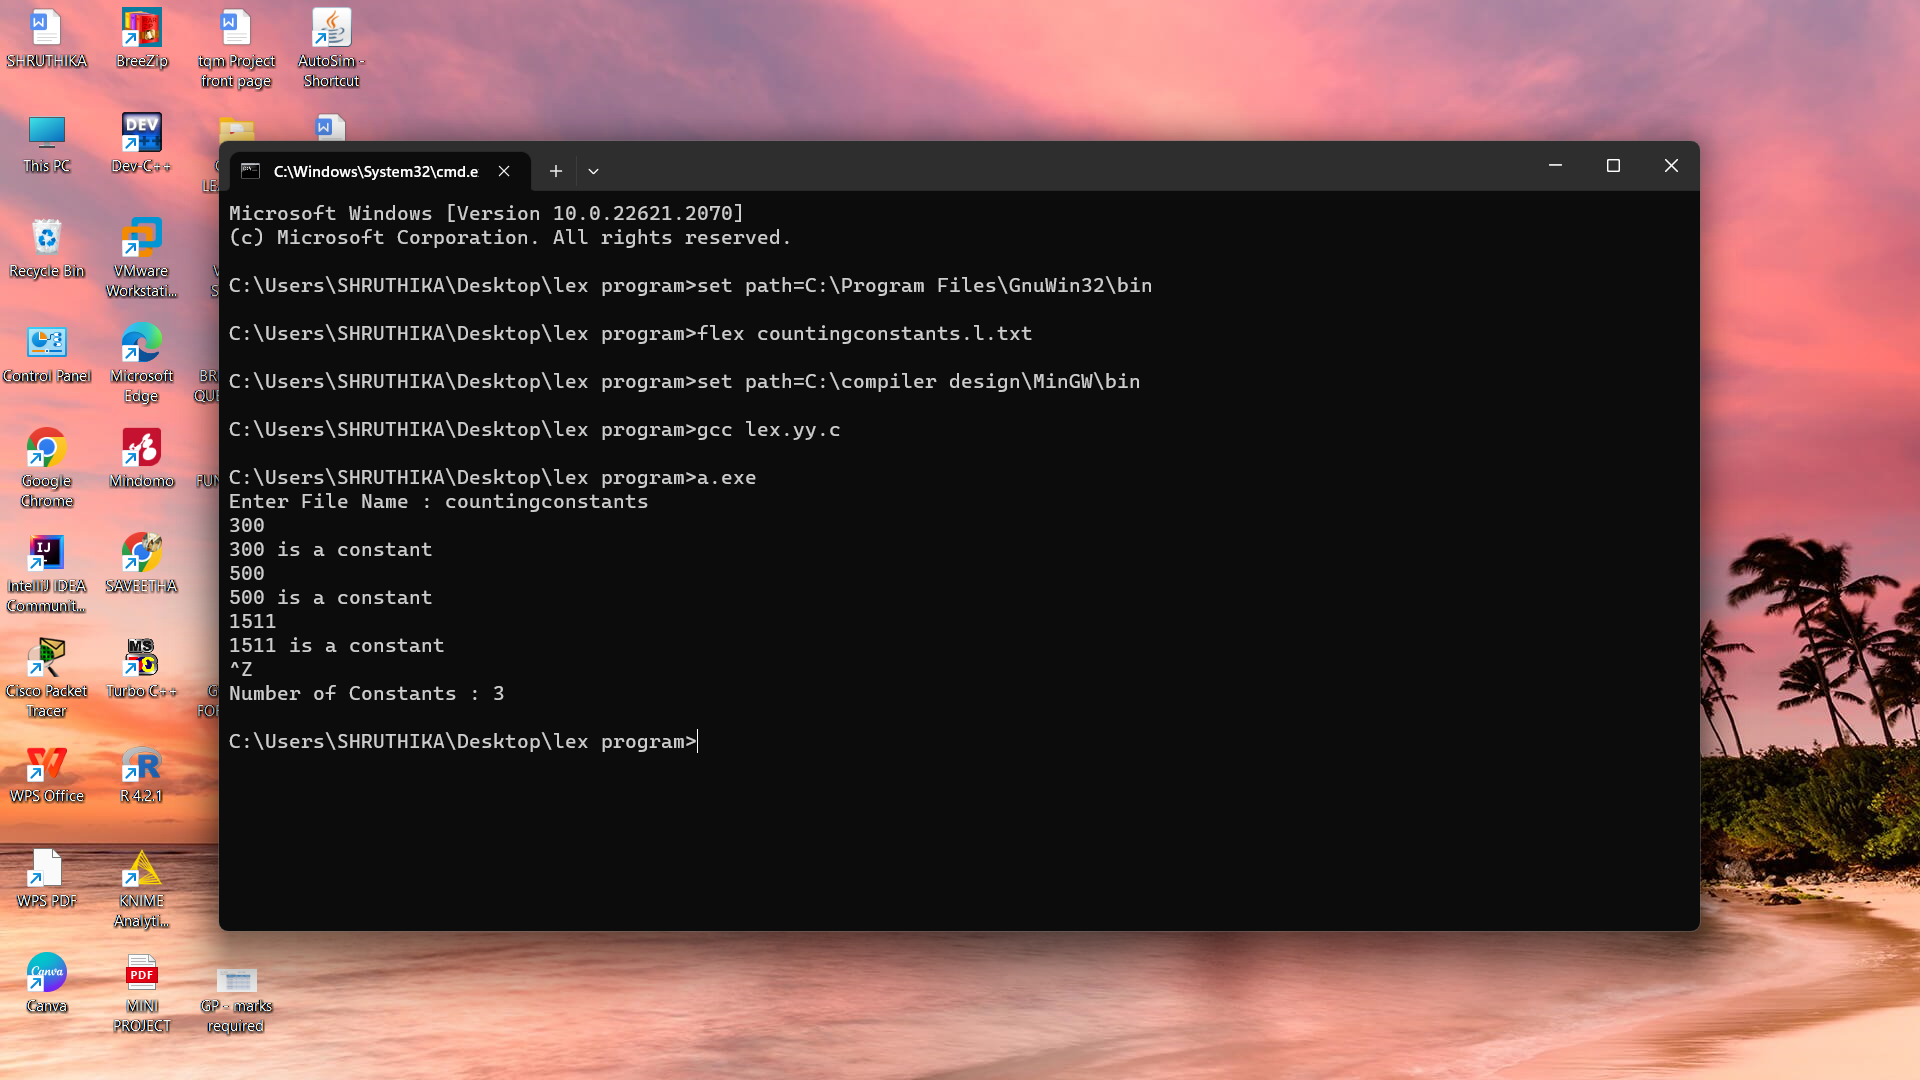 SHRUTHIKA
BreeZip
tqm Project
front page
AutoSim -
Shortcut
This PC
DEV
Dev-C++
Recycle Bin
VMware
Workstati...
Control Panel
Microsoft
Edge
Google
Chrome
Mindomo
IntelliJ IDEA
Communit...
SAVEETHA
Cisco Packet
Tracer
MS
Turbo C++
WPS Office
R 4.2.1
WPS PDF
KNIME
Analyti...
Canva
Canva
PDF
MINI
PROJECT
GP - marks
required
C:\Windows\System32\cmd.e
Microsoft Windows [Version 10.0.22621.2070]
(c) Microsoft Corporation. All rights reserved.
C:\Users\SHRUTHIKA\Desktop\lex program>set path=C:\Program Files\GnuWin32\bin
C:\Users\SHRUTHIKA\Desktop\lex program>flex countingconstants.l.txt
C:\Users\SHRUTHIKA\Desktop\lex program>set path=C:\compiler design\MinGW\bin
C:\Users\SHRUTHIKA\Desktop\lex program>gcc lex.yy.c
C:\Users\SHRUTHIKA\Desktop\lex program>a.exe
Enter File Name : countingconstants
300
300 is a constant
500
500 is a constant
1511
1511 is a constant
^Z
Number of Constants : 3
C:\Users\SHRUTHIKA\Desktop\lex program>